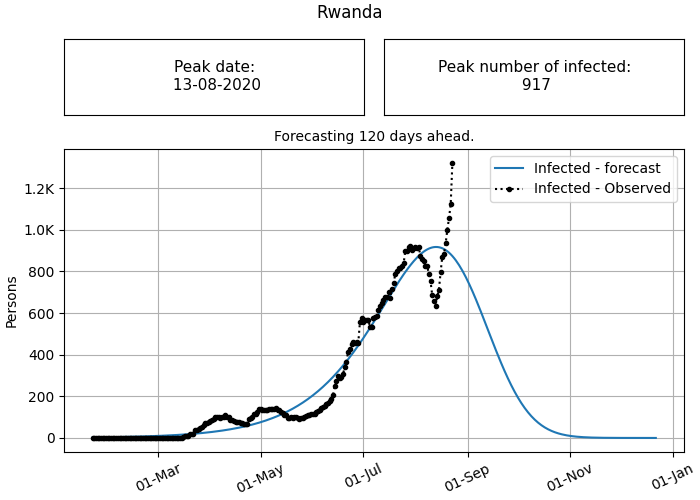 Rwanda
Peak date:
13-08-2020
Peak number of infected:
917
Forecasting 120 days ahead.
Infected - forecast
Infected - Observed
Persons
1.2K
1.0K
800
600
400
200
0
01-Mar
01-May
01-Jul
01-Sep
01-Nov
01-Jan